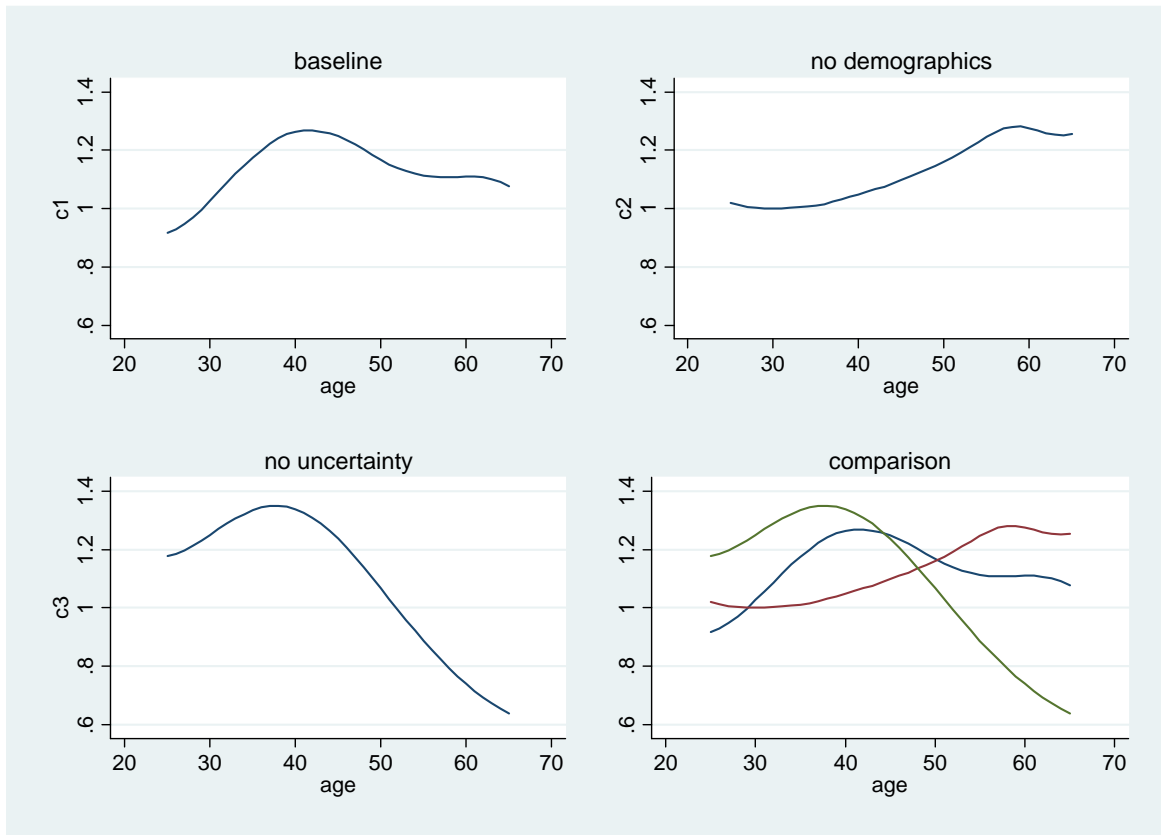 baseline
c1
.6 .8 1 1.2 1.4
20 30 40 50 60 70
age
no demographics
c2
.6 .8 1 1.2 1.4
20 30 40 50 60 70
age
no uncertainty
c3
.6 .8 1 1.2 1.4
20 30 40 50 60 70
age
comparison
.6 .8 1 1.2 1.4
20 30 40 50 60 70
age